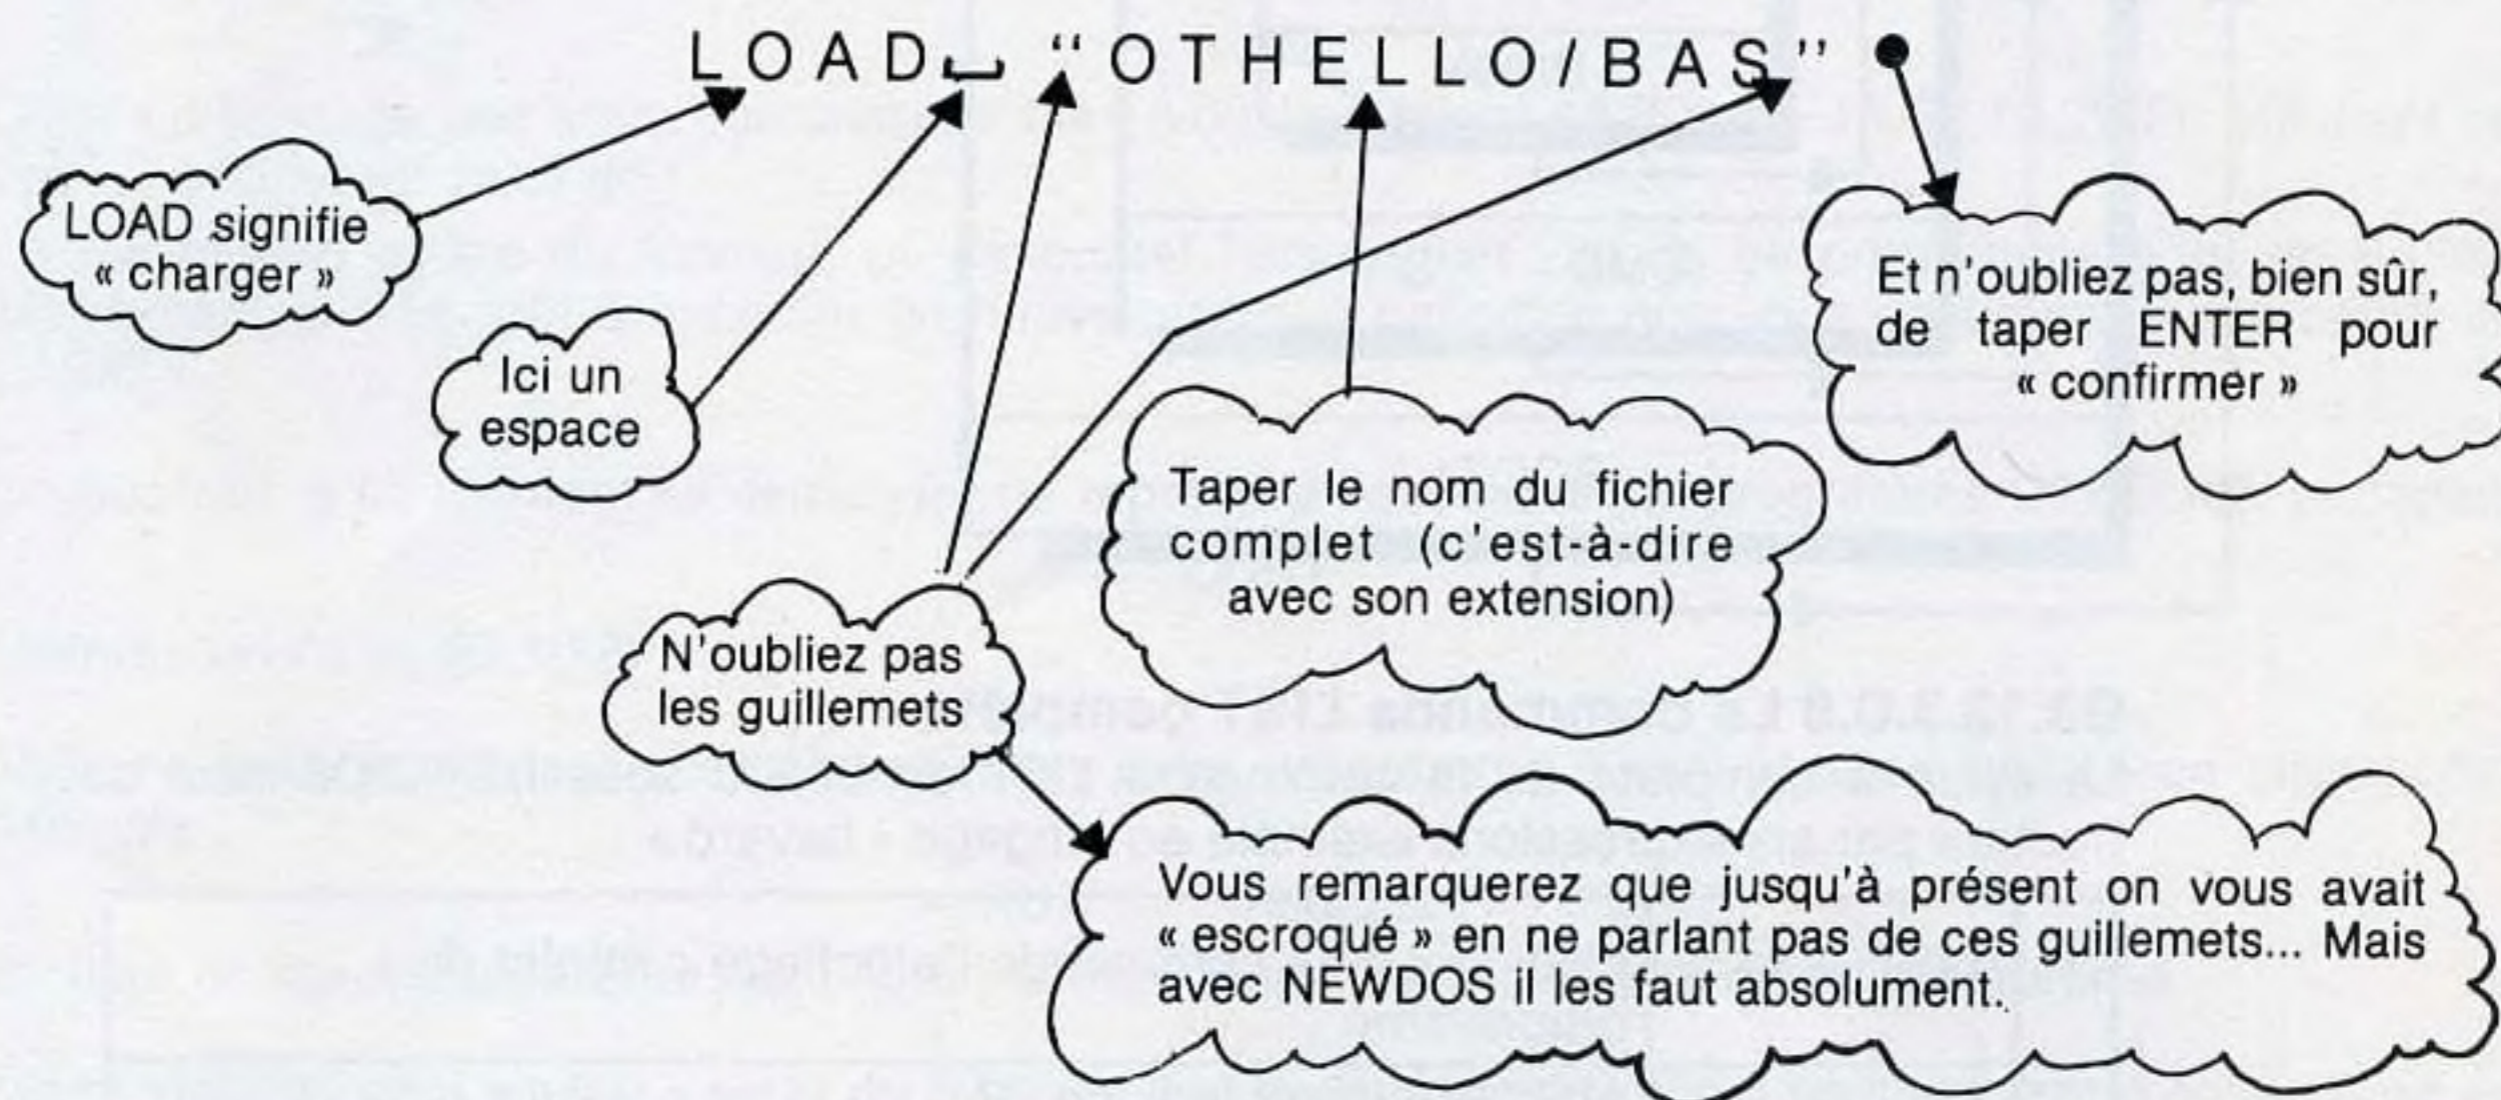 LOAD⎵ “OTHELLO/BAS” ●
LOAD signifie
« charger »
Ici un
espace
Et n'oubliez pas, bien sûr,
de taper ENTER pour
« confirmer »
Taper le nom du fichier
complet (c'est-à-dire
avec son extension)
N'oubliez pas
les guillemets
Vous remarquerez que jusqu'à présent on vous avait
« escroqué » en ne parlant pas de ces guillemets... Mais
avec NEWDOS il les faut absolument.